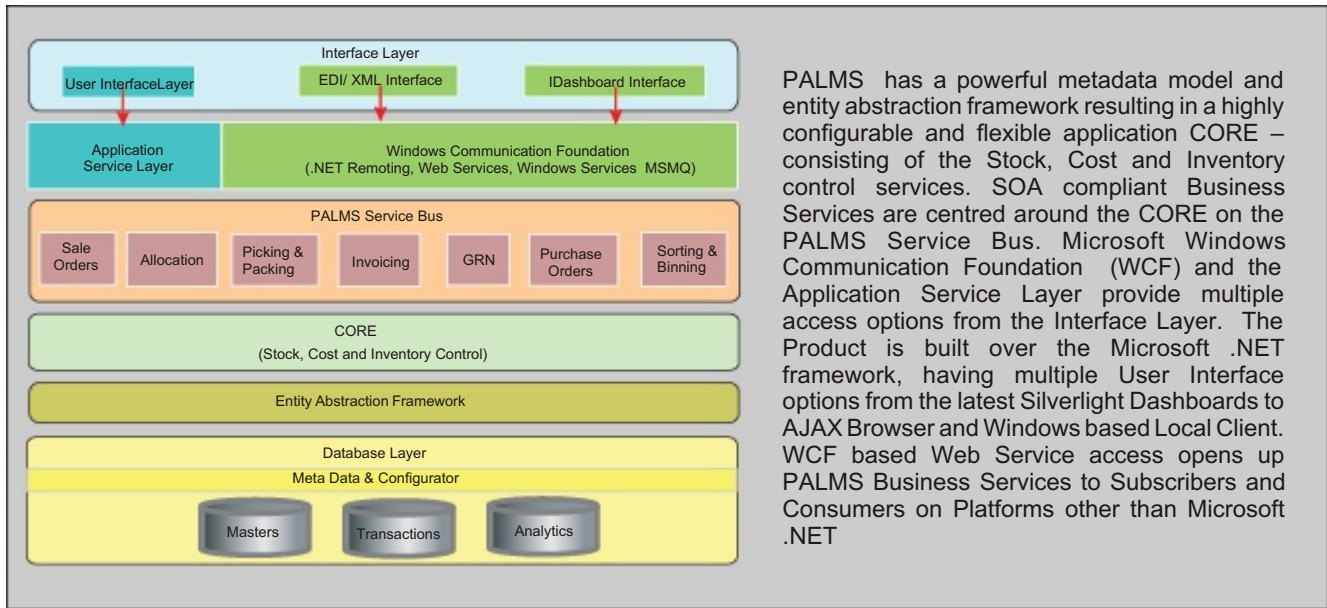 Interface Layer
User InterfaceLayer
EDI/ XML Interface
IDashboard Interface
Application
Service Layer
Windows Communication Foundation
(.NET Remoting, Web Services, Windows Services  MSMQ)
PALMS Service Bus
Sale
Orders
Allocation
Picking &
Packing
Invoicing
GRN
Purchase
Orders
Sorting &
Binning
CORE
(Stock, Cost and Inventory Control)
Entity Abstraction Framework
Database Layer
Meta Data & Configurator
Masters
Transactions
Analytics
PALMS has a powerful metadata model and
entity abstraction framework resulting in a highly
configurable and flexible application CORE –
consisting of the Stock, Cost and Inventory
control services. SOA compliant Business
Services are centred around the CORE on the
PALMS Service Bus. Microsoft Windows
Communication Foundation (WCF) and the
Application Service Layer provide multiple
access options from the Interface Layer. The
Product is built over the Microsoft .NET
framework, having multiple User Interface
options from the latest Silverlight Dashboards to
AJAX Browser and Windows based Local Client.
WCF based Web Service access opens up
PALMS Business Services to Subscribers and
Consumers on Platforms other than Microsoft
.NET